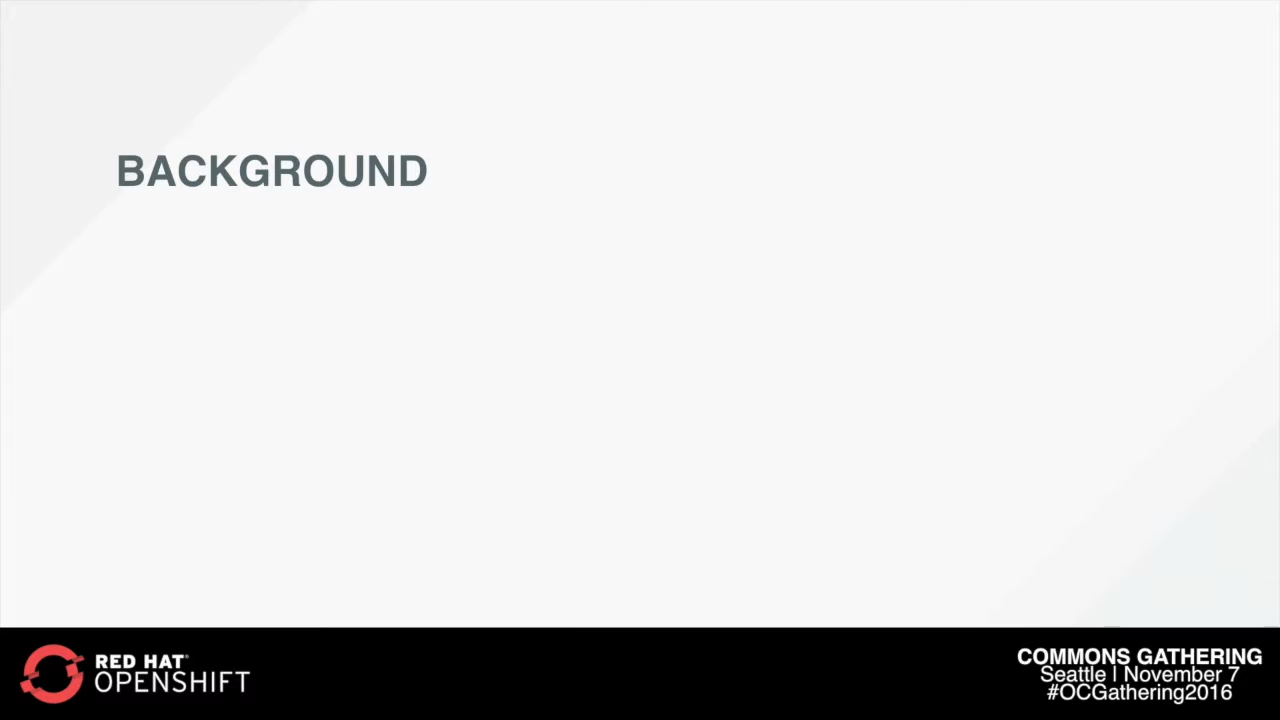 BACKGROUND
RED HAT®
OPENSHIFT
COMMONS GATHERING
Seattle | November 7
#OCGathering2016